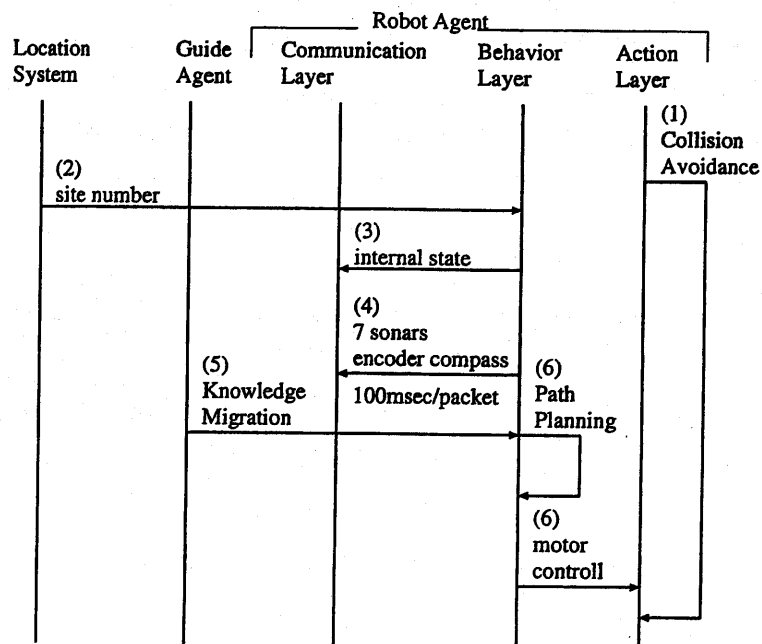 Robot Agent
Location
System
Guide
Agent
Communication
Layer
Behavior
Layer
Action
Layer
(1)
Collision
Avoidance
(2)
site number
(3)
internal state
(4)
7 sonars
encoder compass
100msec/packet
(5)
Knowledge
Migration
(6)
Path
Planning
(6)
motor
controll